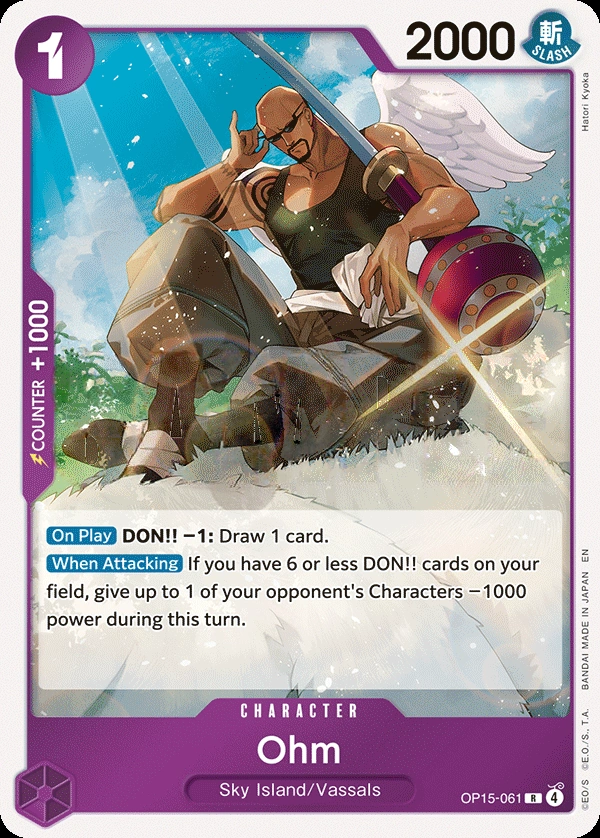 1
2000
斬
SLASH
Hatori Kyoka
COUNTER +1000
On Play DON!! −1: Draw 1 card.
When Attacking If you have 6 or less DON!! cards on your
field, give up to 1 of your opponent's Characters −1000
power during this turn.
CHARACTER
Ohm
Sky Island/Vassals
OP15-061 R 4
©EO/S ©E.O./S., T.A. BANDAI MADE IN JAPAN EN